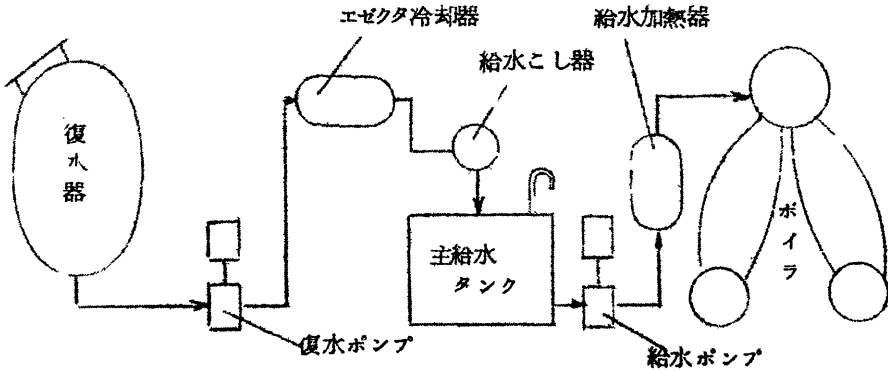 エゼクタ冷却器
給水加熱器
給水こし器
復水器
ボイラ
主給水
タンク
復水ポンプ
給水ポンプ